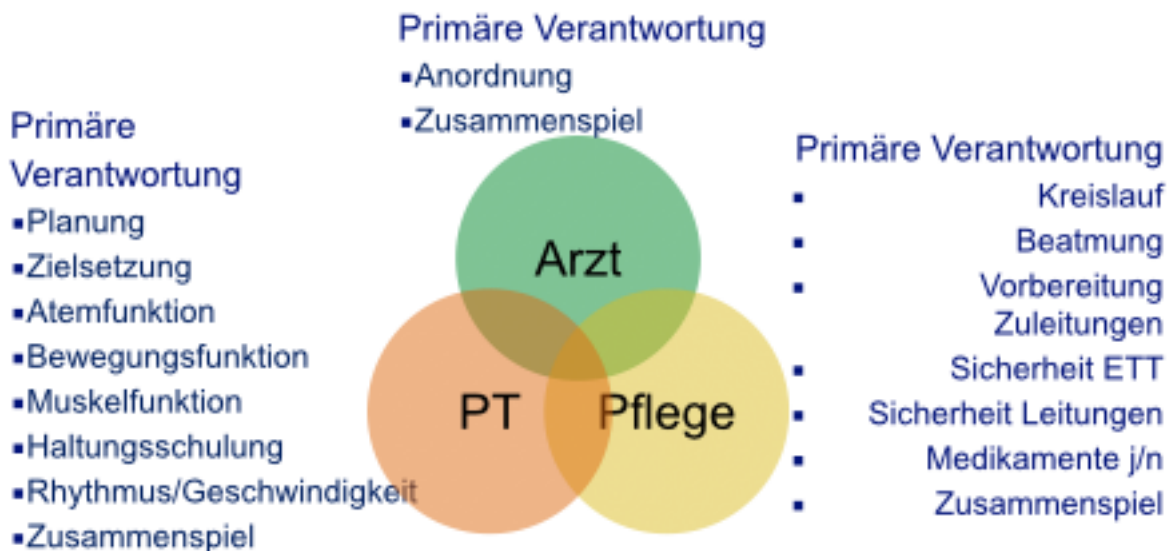 Primäre Verantwortung
▪Anordnung
▪Zusammenspiel
Primäre
Verantwortung
▪Planung
▪Zielsetzung
▪Atemfunktion
▪Bewegungsfunktion
▪Muskelfunktion
▪Haltungsschulung
▪Rhythmus/Geschwindigkeit
▪Zusammenspiel
Arzt
PT
Pflege
Primäre Verantwortung
▪ Kreislauf
▪ Beatmung
▪ Vorbereitung
Zuleitungen
▪ Sicherheit ETT
▪ Sicherheit Leitungen
▪ Medikamente j/n
▪ Zusammenspiel